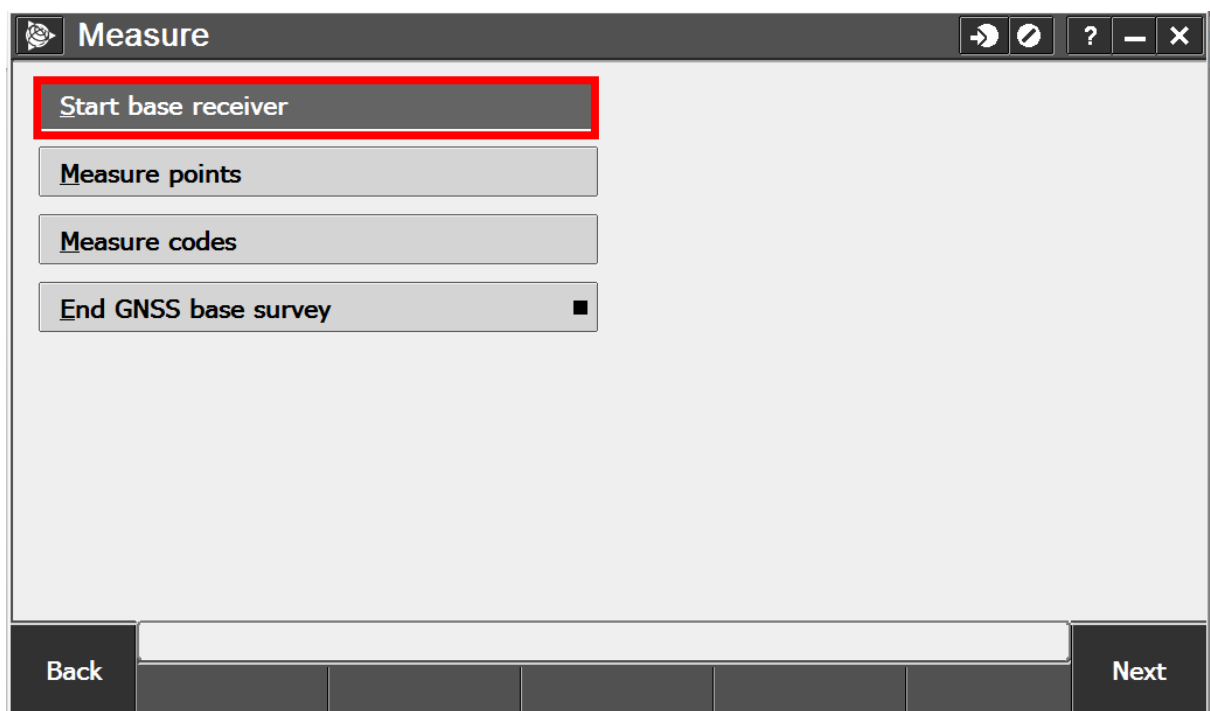 Measure
?
Start base receiver
Measure points
Measure codes
End GNSS base survey
Back
Next